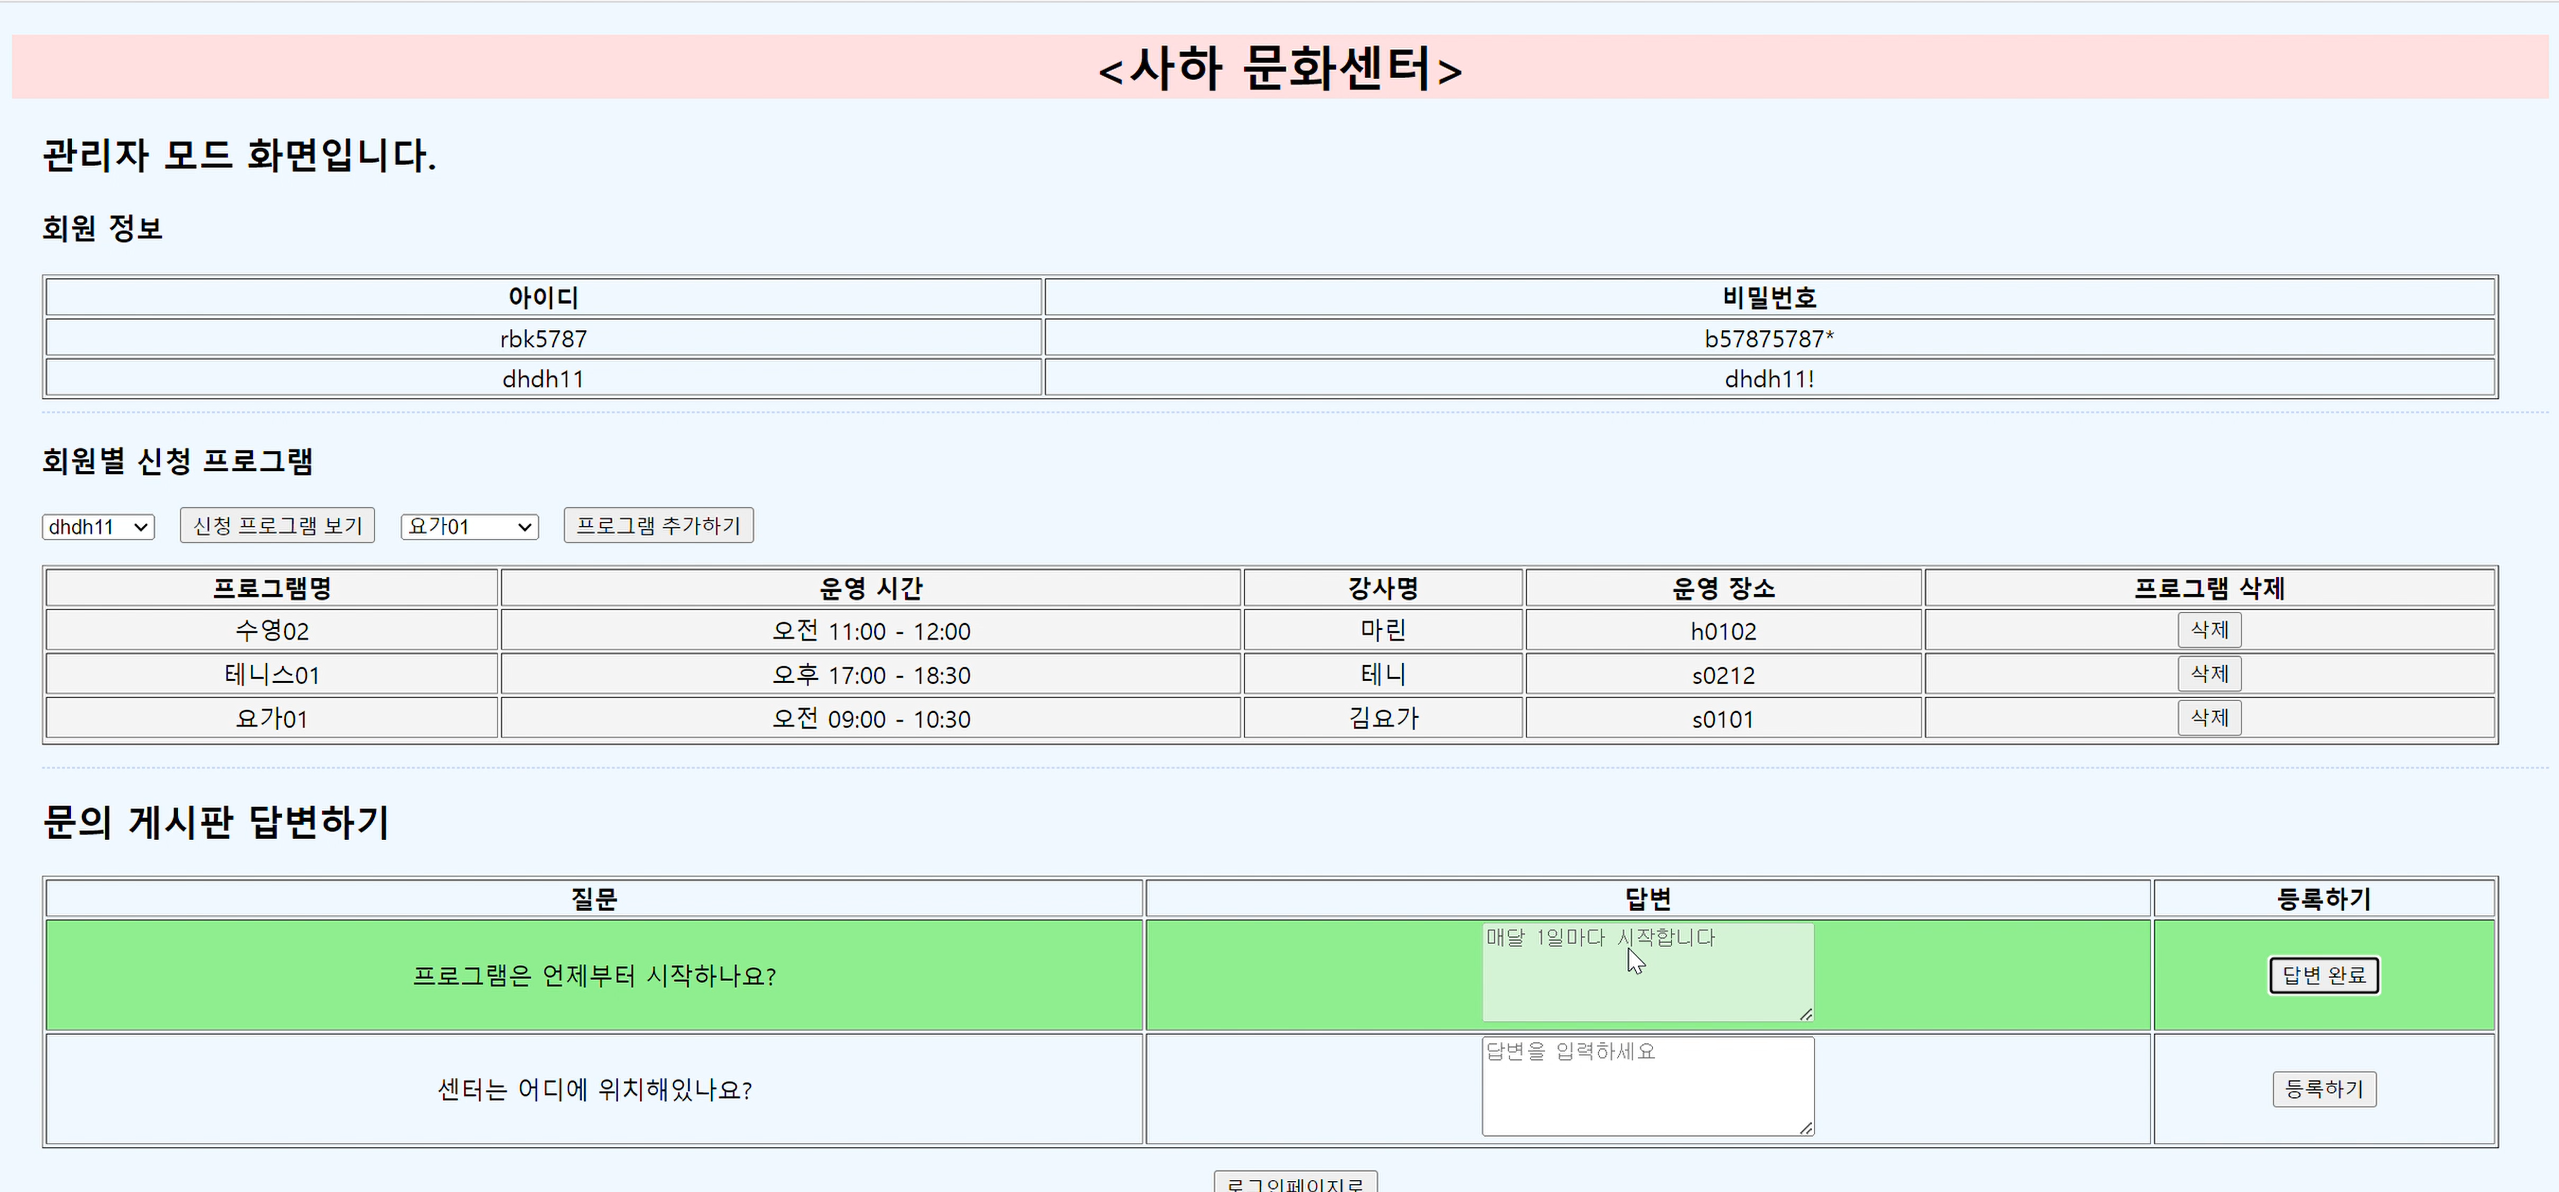 <사하 문화센터>
관리자 모드 화면입니다.
회원 정보
아이디 비밀번호
rbk5787 b57875787*
dhdh11 dhdh11!
회원별 신청 프로그램
dhdh11 신청 프로그램 보기 요가01 프로그램 추가하기
프로그램명 운영 시간 강사명 운영 장소 프로그램 삭제
수영02 오전 11:00 - 12:00 마린 h0102 삭제
테니스01 오후 17:00 - 18:30 테니 s0212 삭제
요가01 오전 09:00 - 10:30 김요가 s0101 삭제
문의 게시판 답변하기
질문 답변 등록하기
프로그램은 언제부터 시작하나요? 매달 1일마다 시작합니다 답변 완료
센터는 어디에 위치해있나요? 답변을 입력하세요 등록하기
로그인페이지로